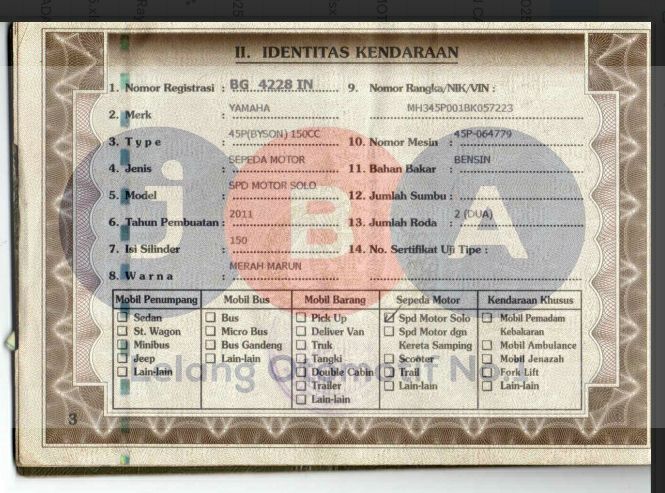 II. IDENTITAS KENDARAAN
1. Nomor Registrasi : BG 4228 IN
2. Merk : YAMAHA
3. Type : 45P(BYSON) 150CC
4. Jenis : SEPEDA MOTOR
5. Model : SPD MOTOR SOLO
6. Tahun Pembuatan : 2011
7. Isi Silinder : 150
8. Warna : MERAH MARUN
9. Nomor Rangka/NIK/VIN :
MH345P001BK057223
10. Nomor Mesin : 45P-064779
11. Bahan Bakar : BENSIN
12. Jumlah Sumbu :
13. Jumlah Roda : 2 (DUA)
14. No. Sertifikat Uji Tipe :
Mobil Penumpang
Sedan
St. Wagon
Minibus
Jeep
Lain-lain
Mobil Bus
Bus
Micro Bus
Bus Gandeng
Lain-lain
Mobil Barang
Pick Up
Deliver Van
Truk
Tangki
Double Cabin
Trailer
Lain-lain
Sepeda Motor
Spd Motor Solo
Spd Motor dgn
Kereta Samping
Scooter
Trail
Lain-lain
Kendaraan Khusus
Mobil Pemadam
Kebakaran
Mobil Ambulance
Mobil Jenazah
Fork Lift
Lain-lain
iBA
Lelang Otomotif No.
3